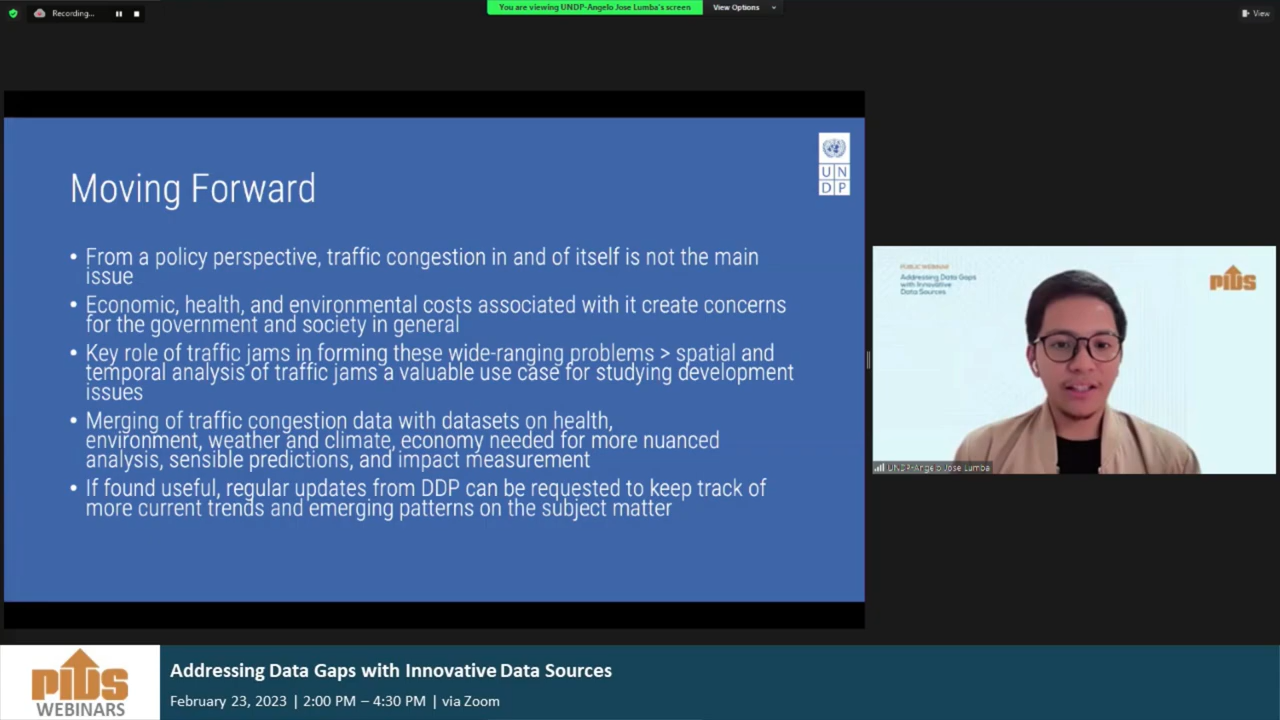 Recording...
You are viewing UNDP-Angelo Jose Lumba's screen
View Options
View
UN
DP
Moving Forward
• From a policy perspective, traffic congestion in and of itself is not the main
issue
• Economic, health, and environmental costs associated with it create concerns
for the government and society in general
• Key role of traffic jams in forming these wide-ranging problems > spatial and
temporal analysis of traffic jams a valuable use case for studying development
issues
• Merging of traffic congestion data with datasets on health,
environment, weather and climate, economy needed for more nuanced
analysis, sensible predictions, and impact measurement
• If found useful, regular updates from DDP can be requested to keep track of
more current trends and emerging patterns on the subject matter
PUBLIC WEBINAR
Addressing Data Gaps
with Innovative
Data Sources
PIDS
UNDP-Angelo Jose Lumba
PIDS
WEBINARS
Addressing Data Gaps with Innovative Data Sources
February 23, 2023 | 2:00 PM – 4:30 PM | via Zoom